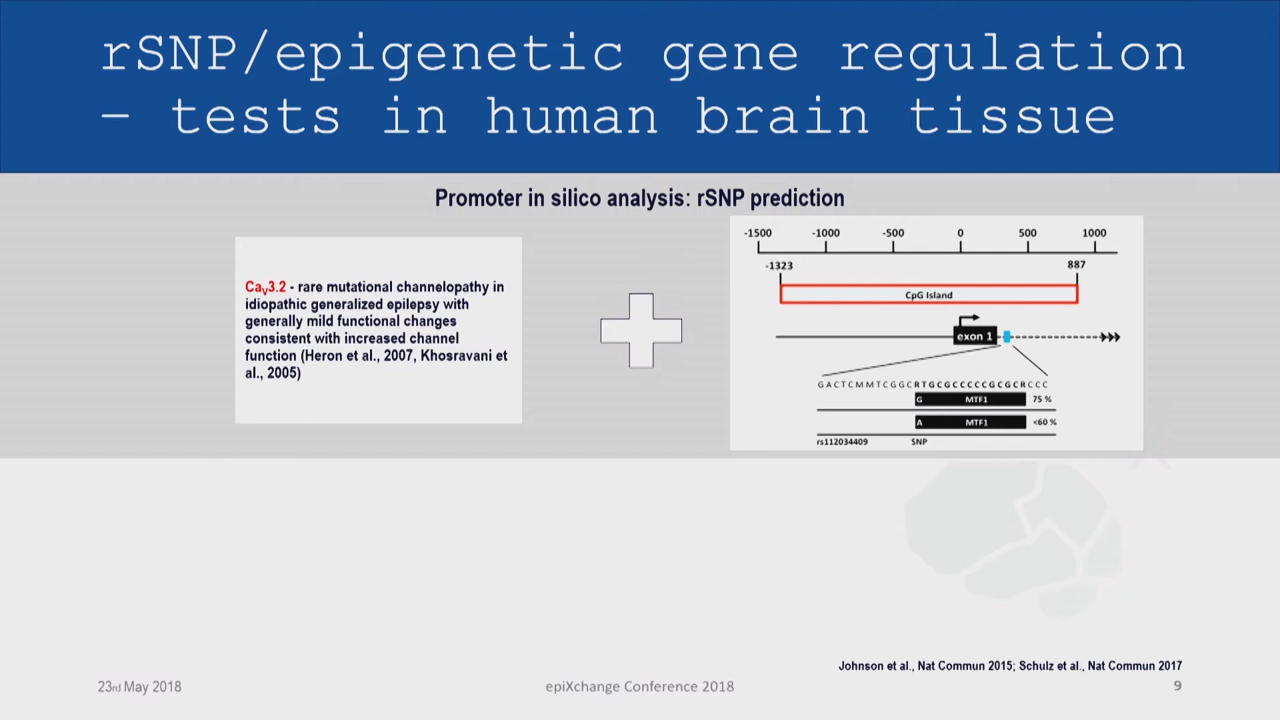 rSNP/epigenetic gene regulation
– tests in human brain tissue
Promoter in silico analysis: rSNP prediction
Cav3.2 - rare mutational channelopathy in
idiopathic generalized epilepsy with
generally mild functional changes
consistent with increased channel
function (Heron et al., 2007, Khosravani et
al., 2005)
-1500 -1000 -500 0 500 1000
-1323 887
CpG Island
exon 1
GACTCMMTCGGCRTGCGCCCCCGCGCRCCC
G MTF1 75 %
A MTF1 <60 %
rs112034409 SNP
Johnson et al., Nat Commun 2015; Schulz et al., Nat Commun 2017
23rd May 2018 epiXchange Conference 2018 9